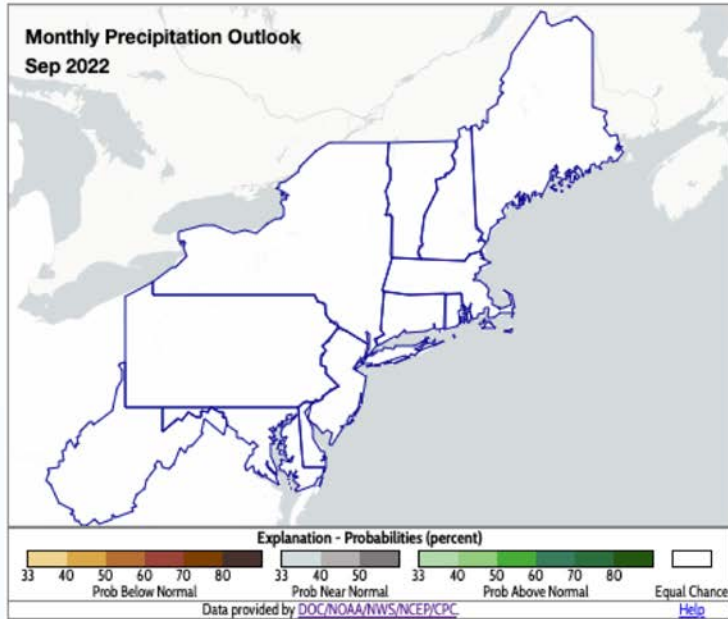 Monthly Precipitation Outlook
Sep 2022
Explanation - Probabilities (percent)
33 40 50 60 70 80 33 40 50 33 40 50 60 70 80
Prob Below Normal Prob Near Normal Prob Above Normal Equal Chance
Data provided by DOC/NOAA/NWS/NCEP/CPC. Help